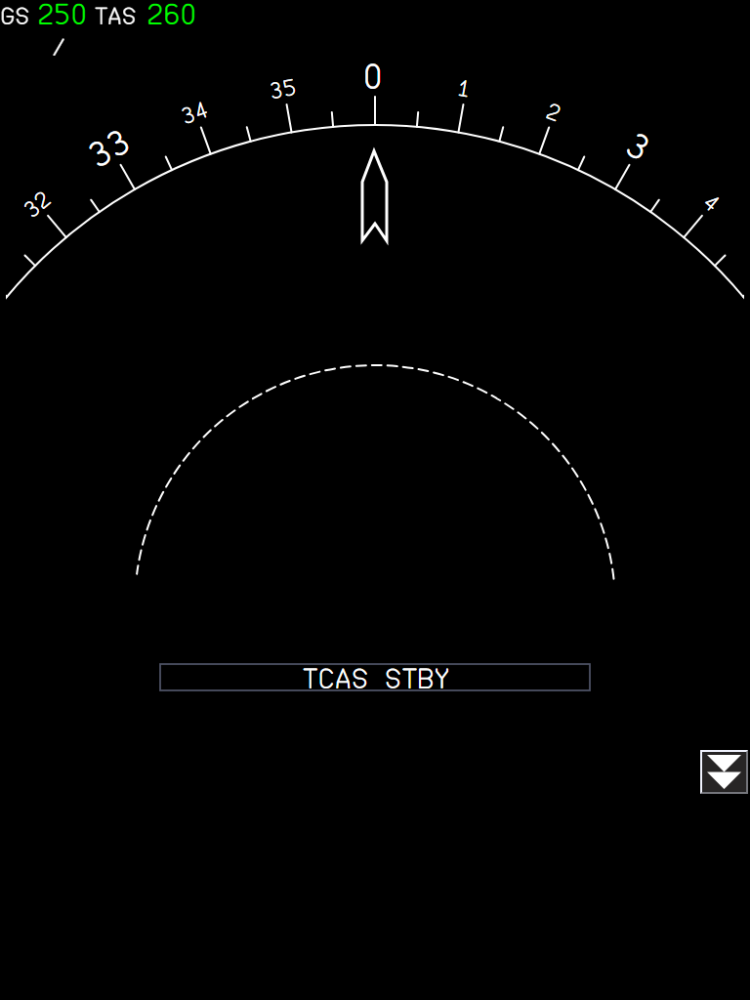 GS 250 TAS 260
/
32 33 34 35 0 1 2 3 4
TCAS STBY